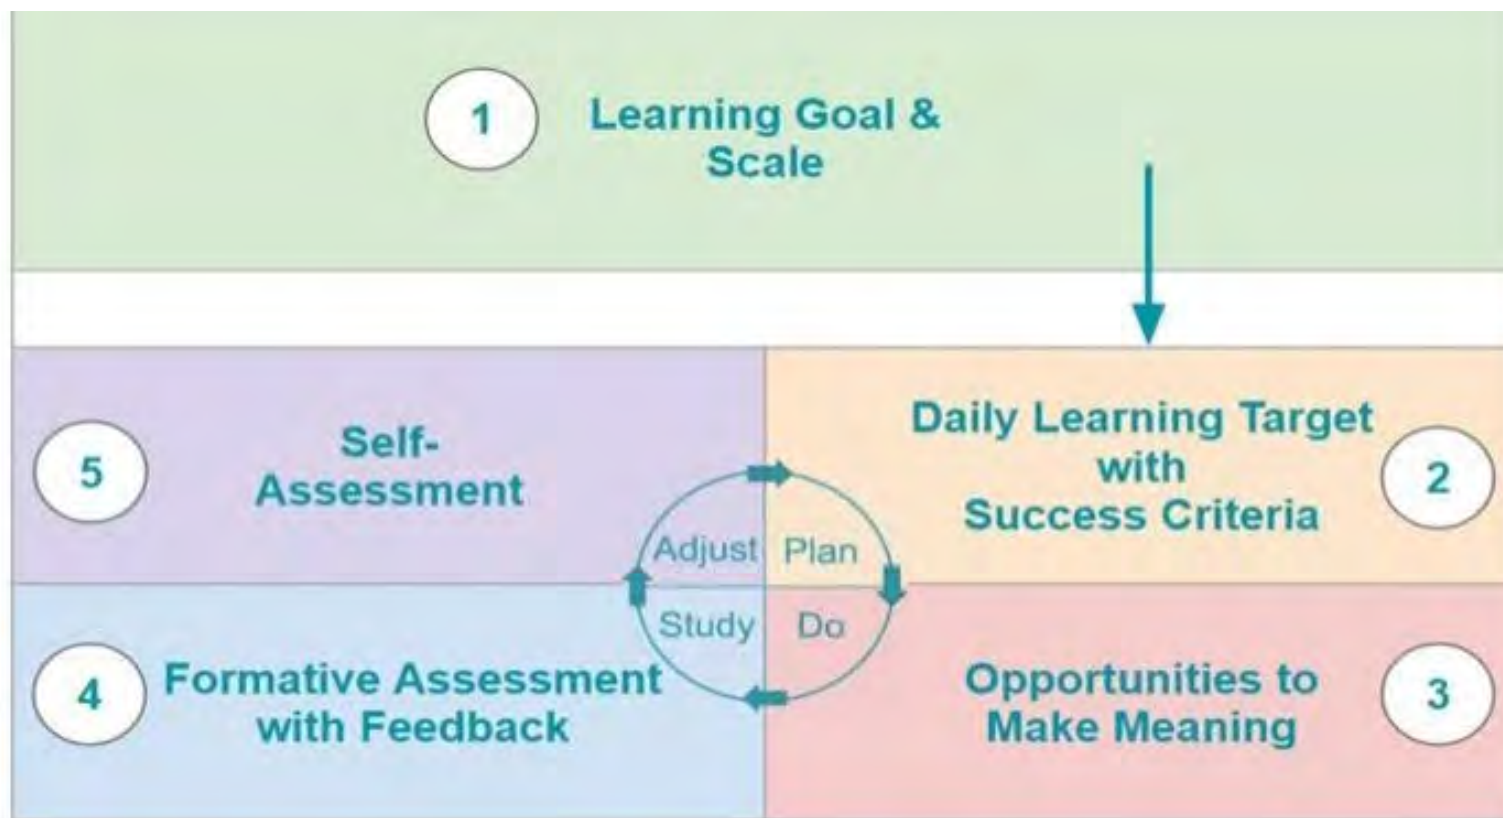 1
Learning Goal &
Scale
5
Self-
Assessment
Daily Learning Target
with
Success Criteria
2
Adjust
Plan
Study
Do
4
Formative Assessment
with Feedback
Opportunities to
Make Meaning
3